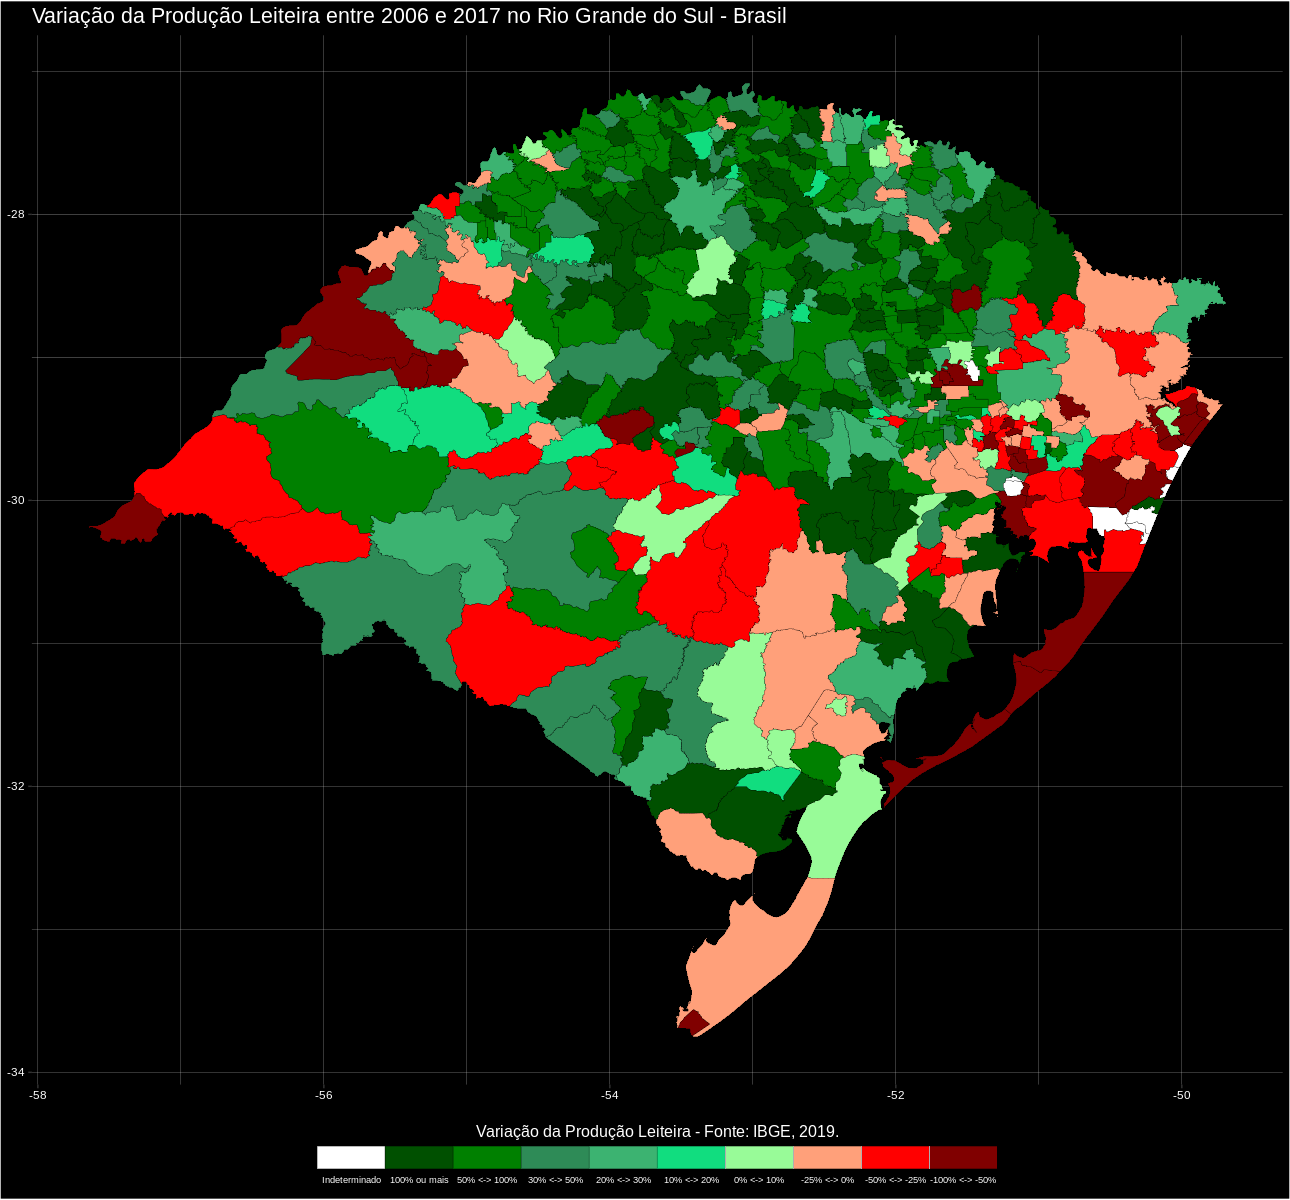 Variação da Produção Leiteira entre 2006 e 2017 no Rio Grande do Sul - Brasil
-28
-30
-32
-34
-58 -56 -54 -52 -50
Variação da Produção Leiteira - Fonte: IBGE, 2019.
Indeterminado 100% ou mais 50% <-> 100% 30% <-> 50% 20% <-> 30% 10% <-> 20% 0% <-> 10% -25% <-> 0% -50% <-> -25% -100% <-> -50%